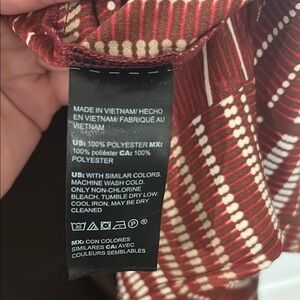 MADE IN VIETNAM/ HECHO
EN VIETNAM/ FABRIQUÉ AU
VIETNAM
US: 100% POLYESTER MX:
100% poliéster CA: 100%
POLYESTER
US: WITH SIMILAR COLORS.
MACHINE WASH COLD.
ONLY NON-CHLORINE
BLEACH. TUMBLE DRY LOW.
COOL IRON. MAY BE DRY
CLEANED
MX: CON COLORES
SIMILARES CA: AVEC
COULEURS SEMBLABLES.